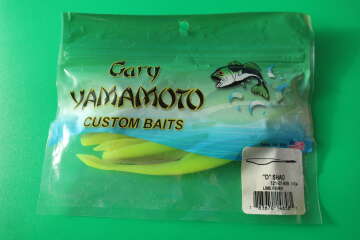 Gary
YAMAMOTO
CUSTOM BAITS
"D" SHAD